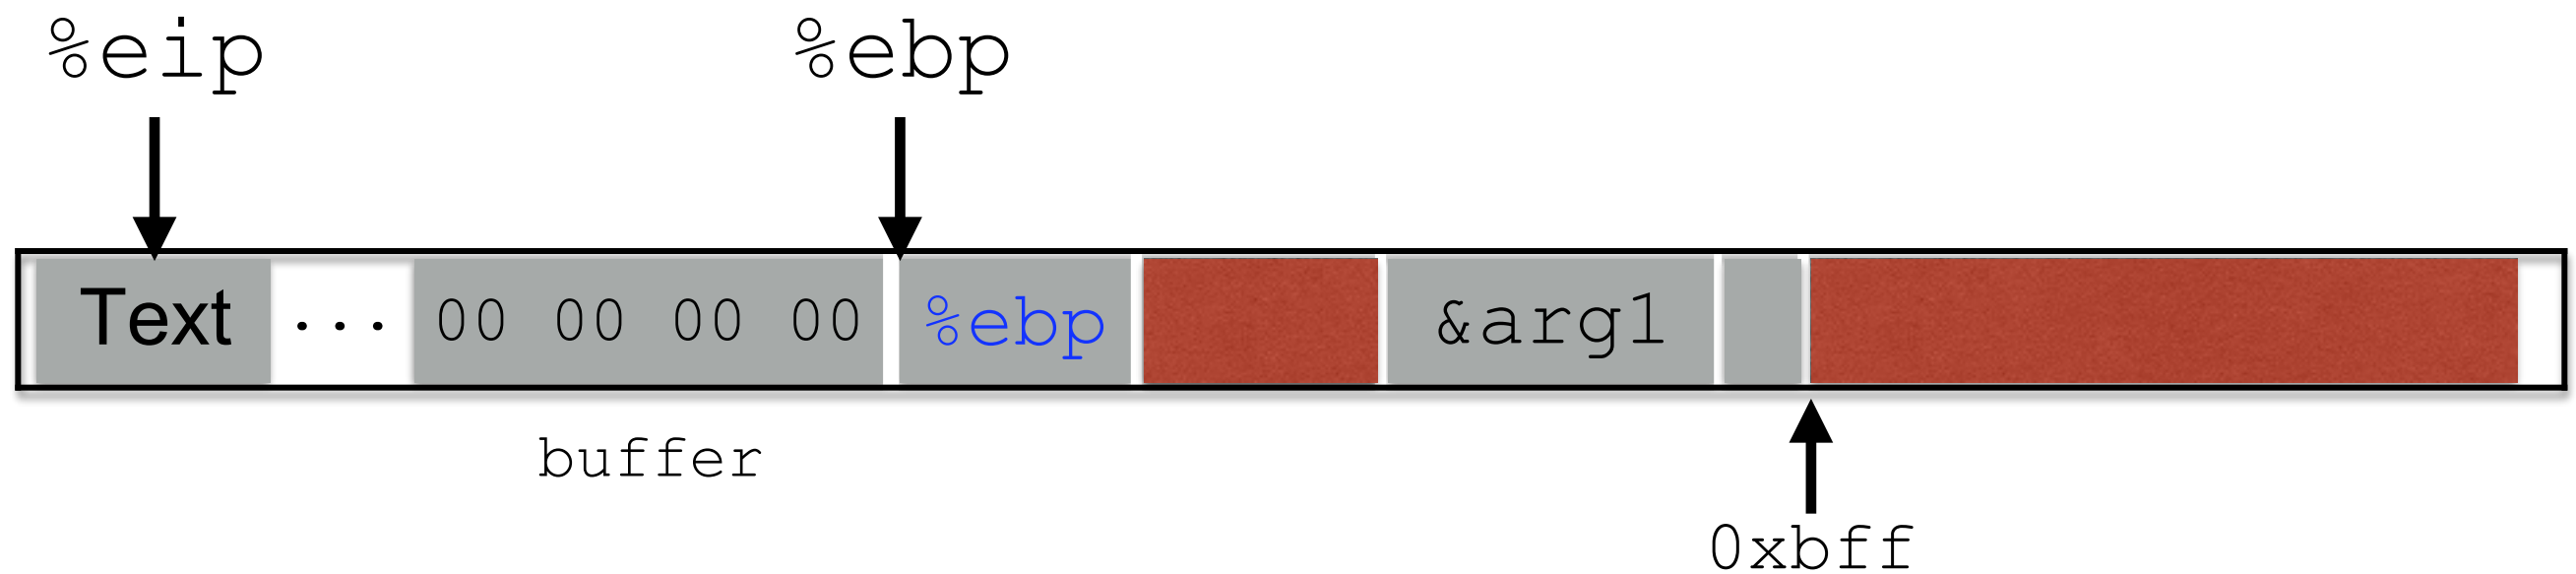 %eip %ebp
Text ... 00 00 00 00 %ebp &arg1
buffer
0xbff